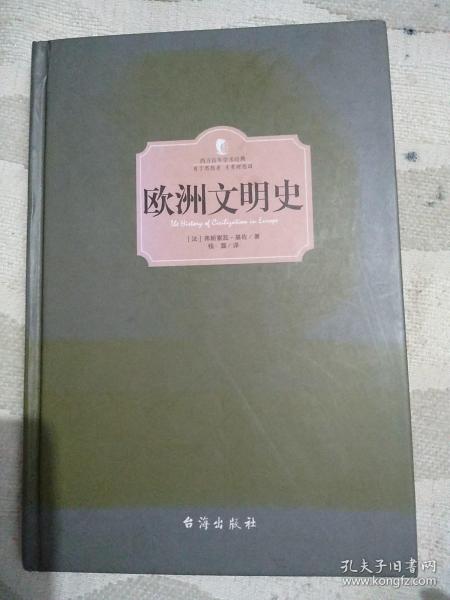 西方百年学术经典
欧洲文明史
The History of Civilization in Europe
[法] 弗朗索瓦·基佐 / 著
台海出版社
孔夫子旧书网
www.kongfz.com